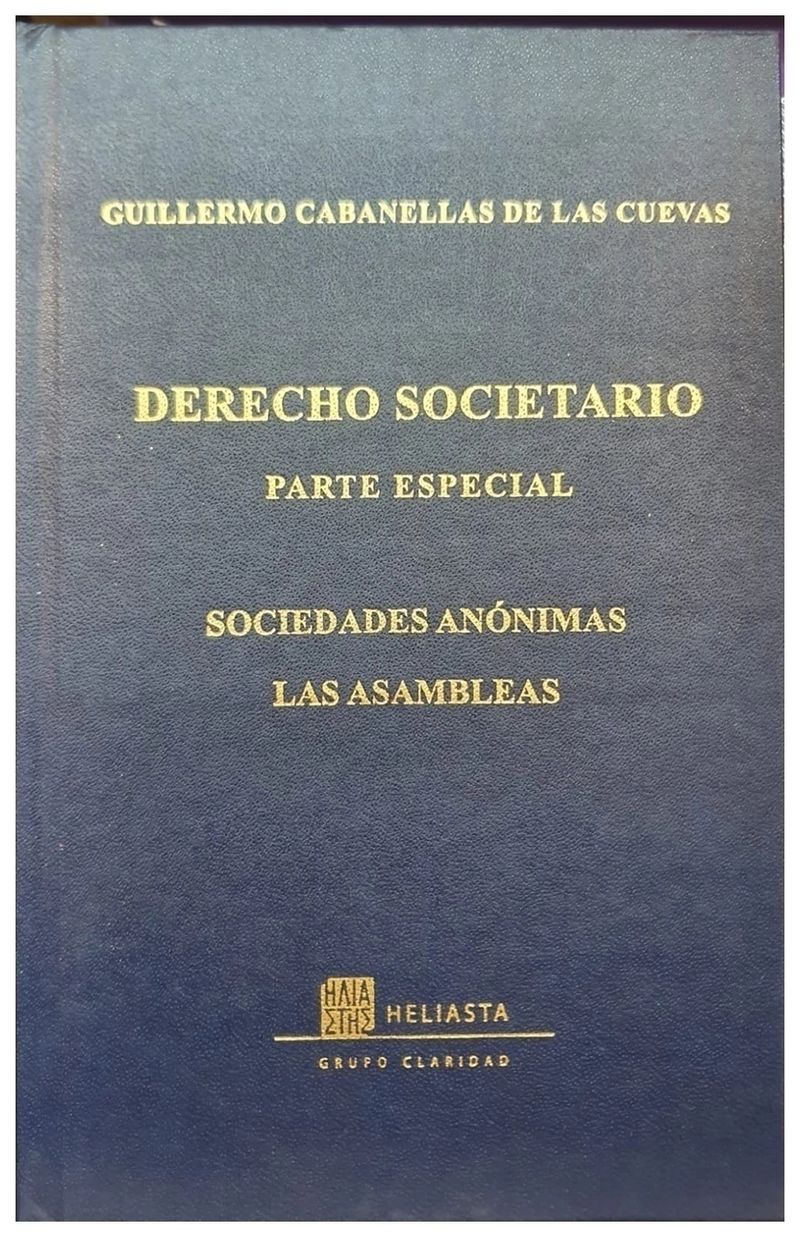 GUILLERMO CABANELLAS DE LAS CUEVAS
DERECHO SOCIETARIO
PARTE ESPECIAL
SOCIEDADES ANÓNIMAS
LAS ASAMBLEAS
ΗΛΙΑ
ΣΤΗΣ
HELIASTA
GRUPO CLARIDAD